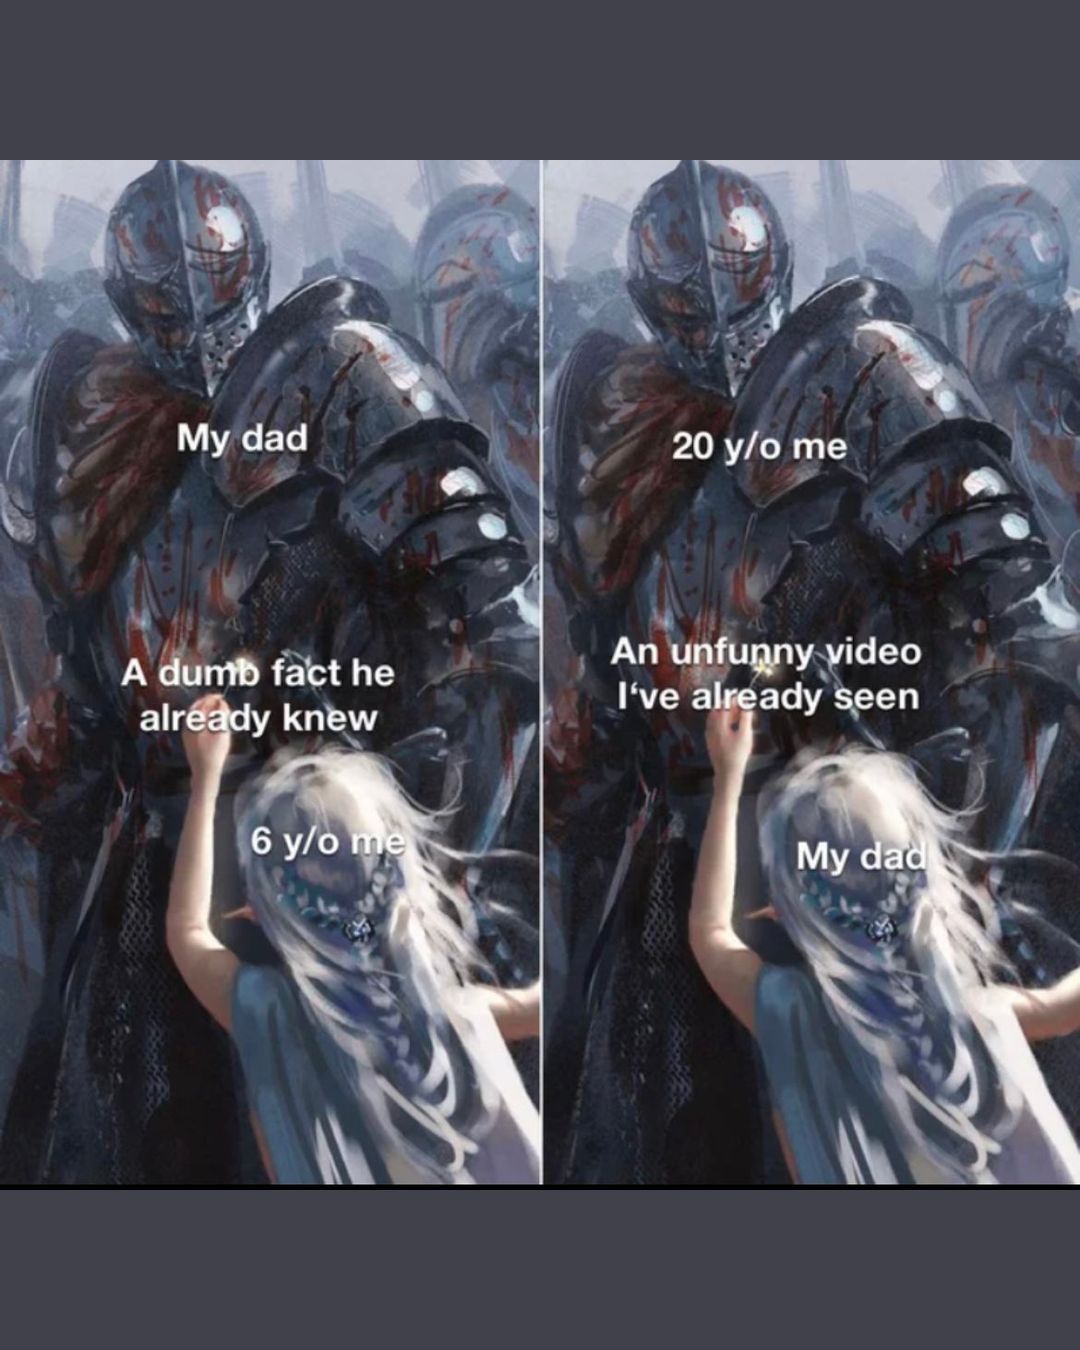 My dad
A dumb fact he
already knew
6 y/o me
20 y/o me
An unfunny video
I‘ve already seen
My dad